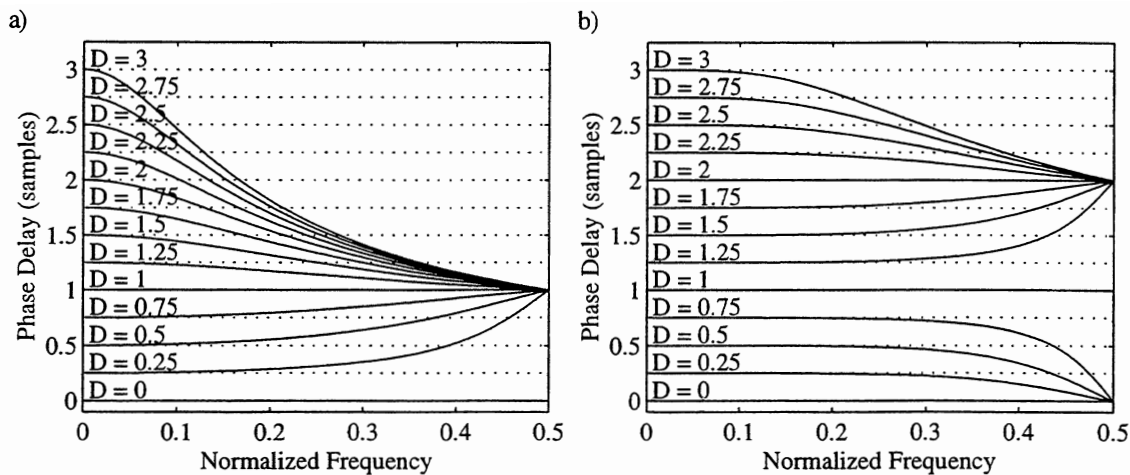 a)
Phase Delay (samples)
3
2.5
2
1.5
1
0.5
0
D = 3
D = 2.75
D = 2.5
D = 2.25
D = 2
D = 1.75
D = 1.5
D = 1.25
D = 1
D = 0.75
D = 0.5
D = 0.25
D = 0
0 0.1 0.2 0.3 0.4 0.5
Normalized Frequency
b)
Phase Delay (samples)
3
2.5
2
1.5
1
0.5
0
D = 3
D = 2.75
D = 2.5
D = 2.25
D = 2
D = 1.75
D = 1.5
D = 1.25
D = 1
D = 0.75
D = 0.5
D = 0.25
D = 0
0 0.1 0.2 0.3 0.4 0.5
Normalized Frequency